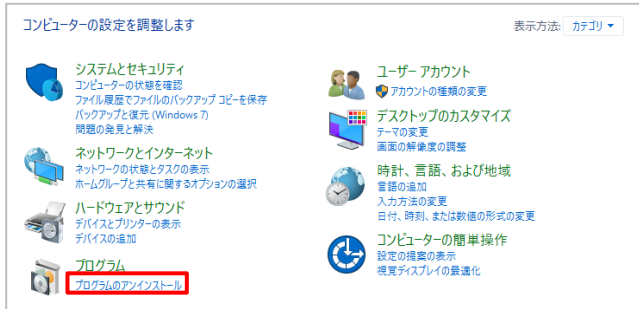 コンピューターの設定を調整します
表示方法: カテゴリ
システムとセキュリティ
コンピューターの状態を確認
ファイル履歴でファイルのバックアップ コピーを保存
バックアップと復元 (Windows 7)
問題の発見と解決
ネットワークとインターネット
ネットワークの状態とタスクの表示
ホームグループと共有に関するオプションの選択
ハードウェアとサウンド
デバイスとプリンターの表示
デバイスの追加
プログラム
プログラムのアンインストール
ユーザー アカウント
アカウントの種類の変更
デスクトップのカスタマイズ
テーマの変更
画面の解像度の調整
時計、言語、および地域
言語の追加
入力方法の変更
日付、時刻、または数値の形式の変更
コンピューターの簡単操作
設定の提案の表示
視覚ディスプレイの最適化